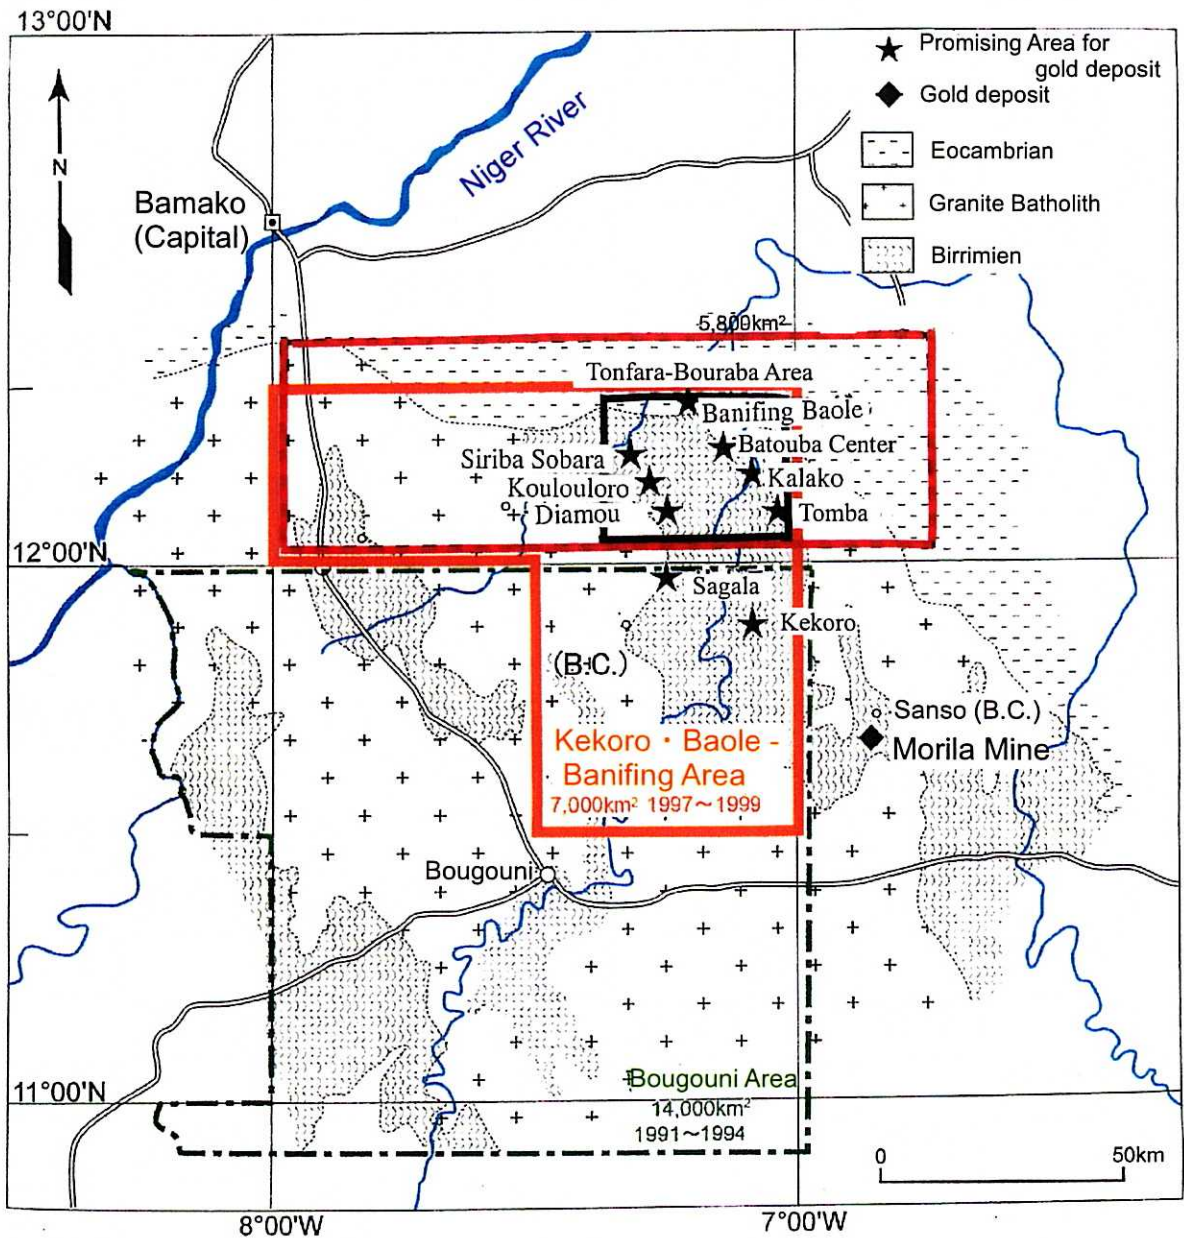 13°00'N
Promising Area for
gold deposit
Gold deposit
Eocambrian
Granite Batholith
Birrimien
N
Niger River
Bamako
(Capital)
5,800km²
Tonfara-Bouraba Area
Banifing Baole
Batouba Center
Siriba Sobara
Kalako
Koulouloro
Diamou
Tomba
12°00'N
Sagala
Kekoro
(B.C.)
Sanso (B.C.)
Morila Mine
Kekoro・Baole -
Banifing Area
7,000km² 1997～1999
Bougouni
Bougouni Area
14,000km²
1991～1994
11°00'N
0
50km
8°00'W
7°00'W